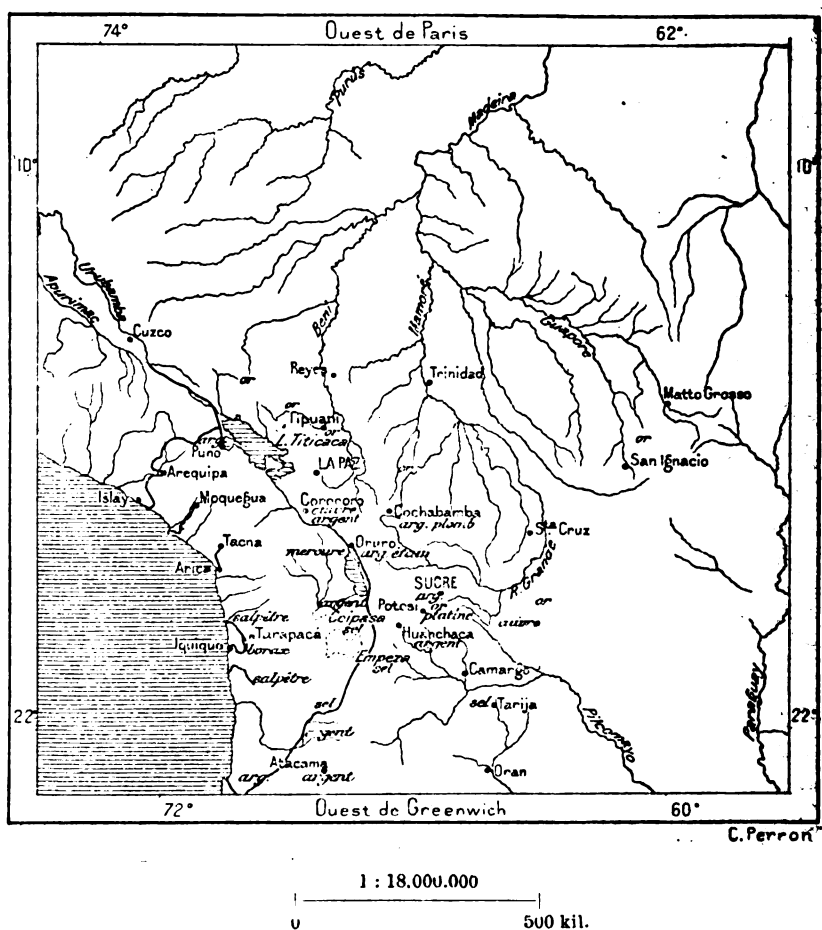 74° Ouest de Paris 62°
Purus
Madeira
10° 10°
Urubamba
Apurimac
Cuzco
Beni
Mamoré
Guaporé
Reyes
Trinidad
or
Matto Grosso
or
Tipuani
or
L. Titicaca
arg.
Puno
or
San Ignacio
LA PAZ
or
Arequipa
Islay
Moquegua
Corocoro
cuivre
argent
Cochabamba
arg. plomb
Sta Cruz
Tacna
mercure
Oruro
arg. étain
Arica
R. Grande
SUCRE
arg.
or
or
argent
Potosi
platine
Coipasa
sel
cuivre
salpêtre
Tarapaca
Huanchaca
argent
Iquique
borax
Empeza
sel
salpêtre
Camargo
sel
sel
Tarija
Pilcomayo
Paraguay
22° 22°
argent
Atacama
arg.
argent
Oran
72° Ouest de Greenwich 60°
C. Perron
1 : 18.000.000
0 500 kil.